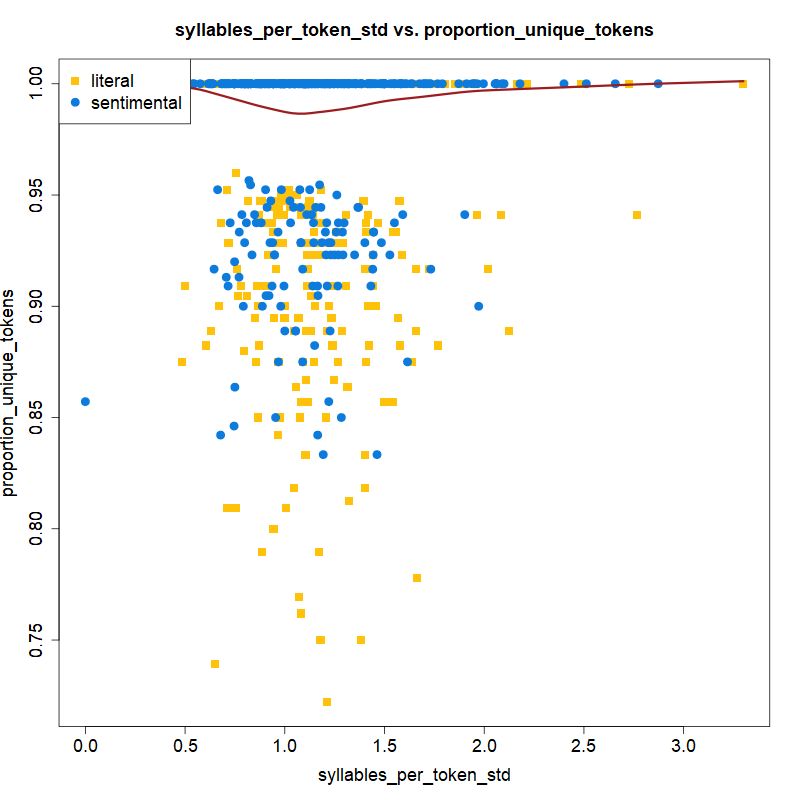 syllables_per_token_std vs. proportion_unique_tokens
literal
sentimental
proportion_unique_tokens
1.00
0.95
0.90
0.85
0.80
0.75
0.0 0.5 1.0 1.5 2.0 2.5 3.0
syllables_per_token_std